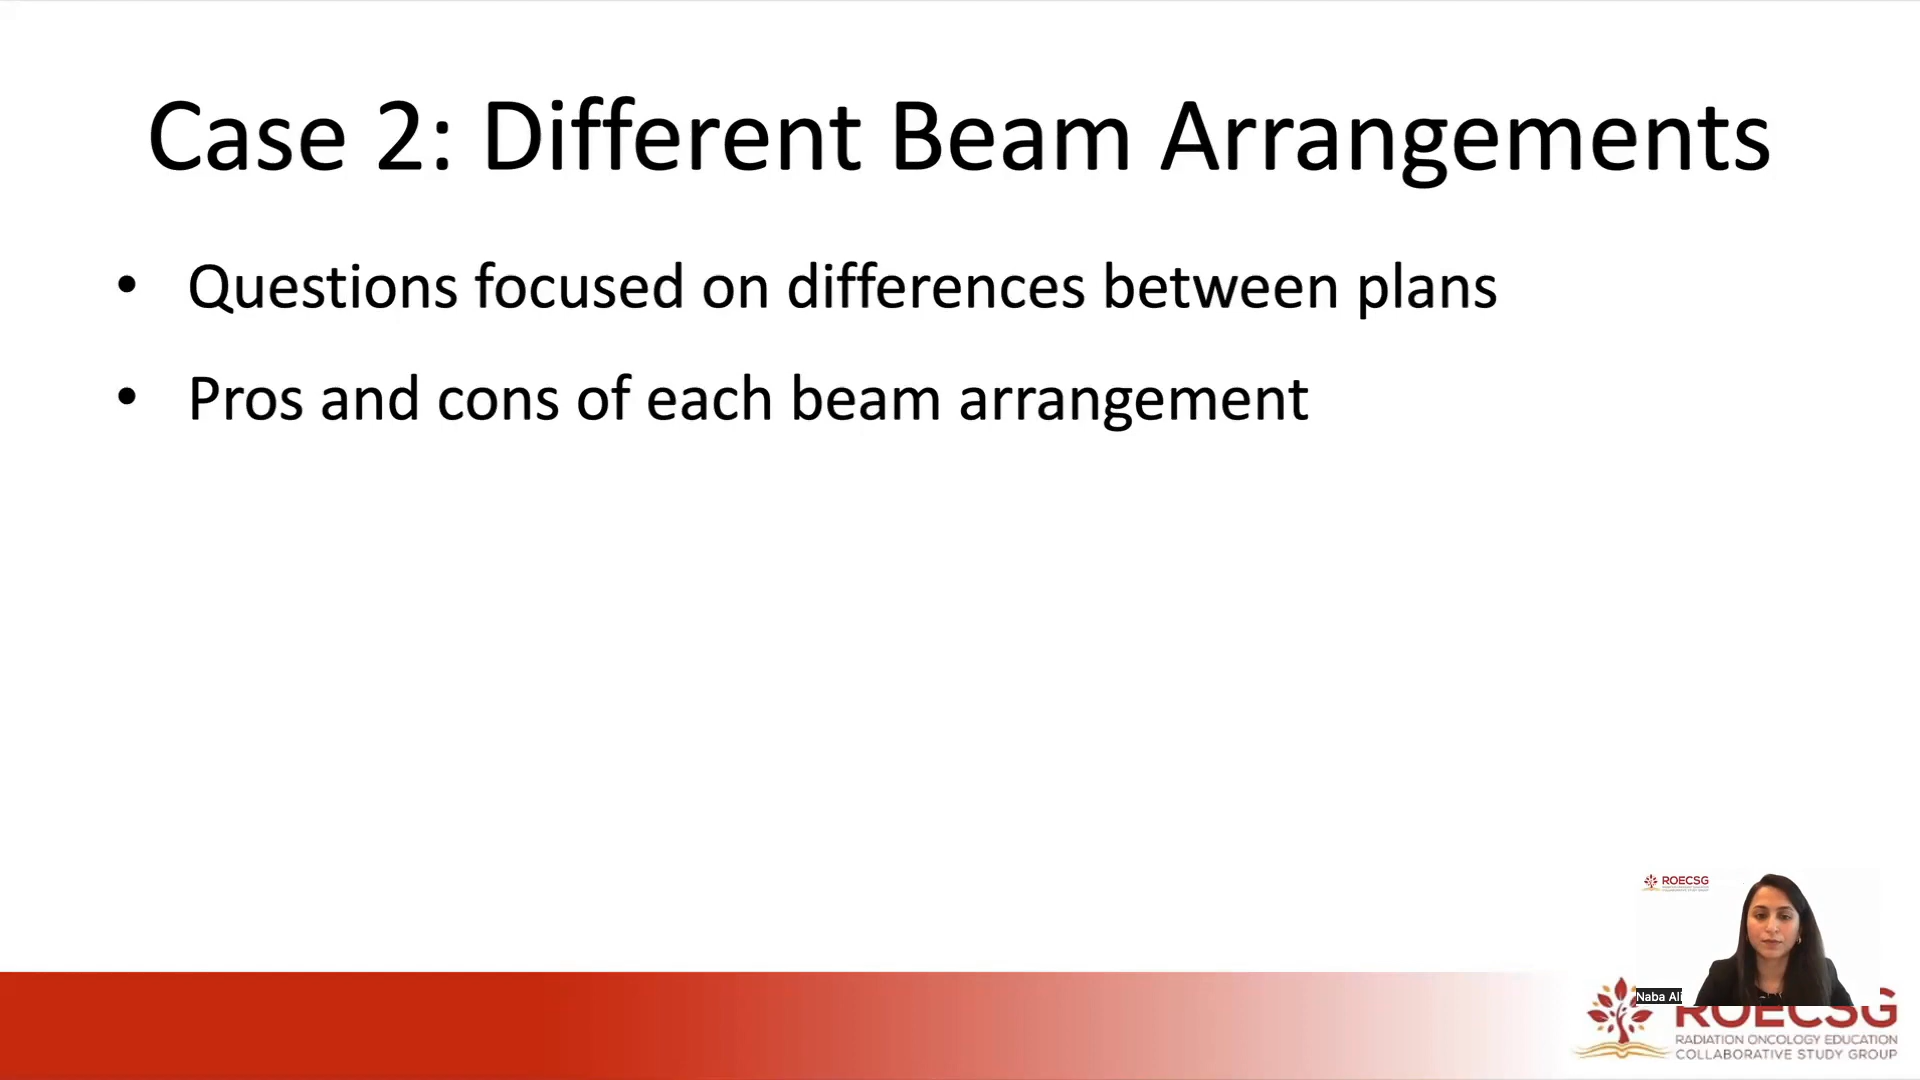 Case 2: Different Beam Arrangements
• Questions focused on differences between plans
• Pros and cons of each beam arrangement
ROECSG
Naba Ali
ROECSG
RADIATION ONCOLOGY EDUCATION
COLLABORATIVE STUDY GROUP